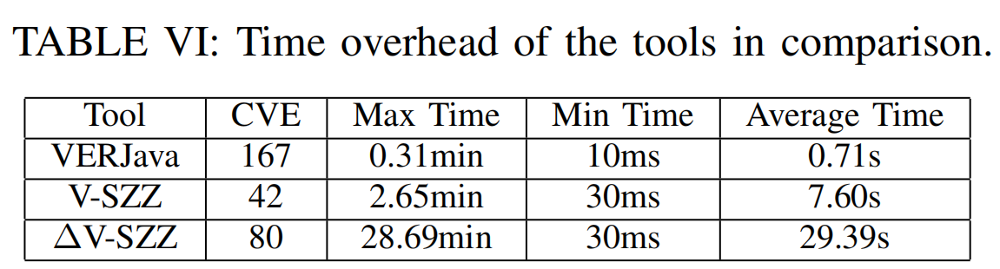 TABLE VI: Time overhead of the tools in comparison.
Tool CVE Max Time Min Time Average Time
VERJava 167 0.31min 10ms 0.71s
V-SZZ 42 2.65min 30ms 7.60s
ΔV-SZZ 80 28.69min 30ms 29.39s